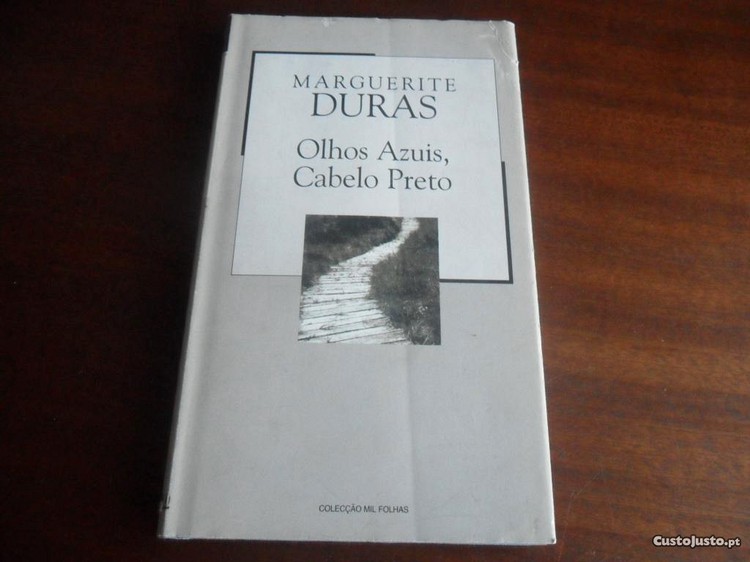 MARGUERITE
DURAS
Olhos Azuis,
Cabelo Preto
COLECÇÃO MIL FOLHAS
CustoJusto.pt